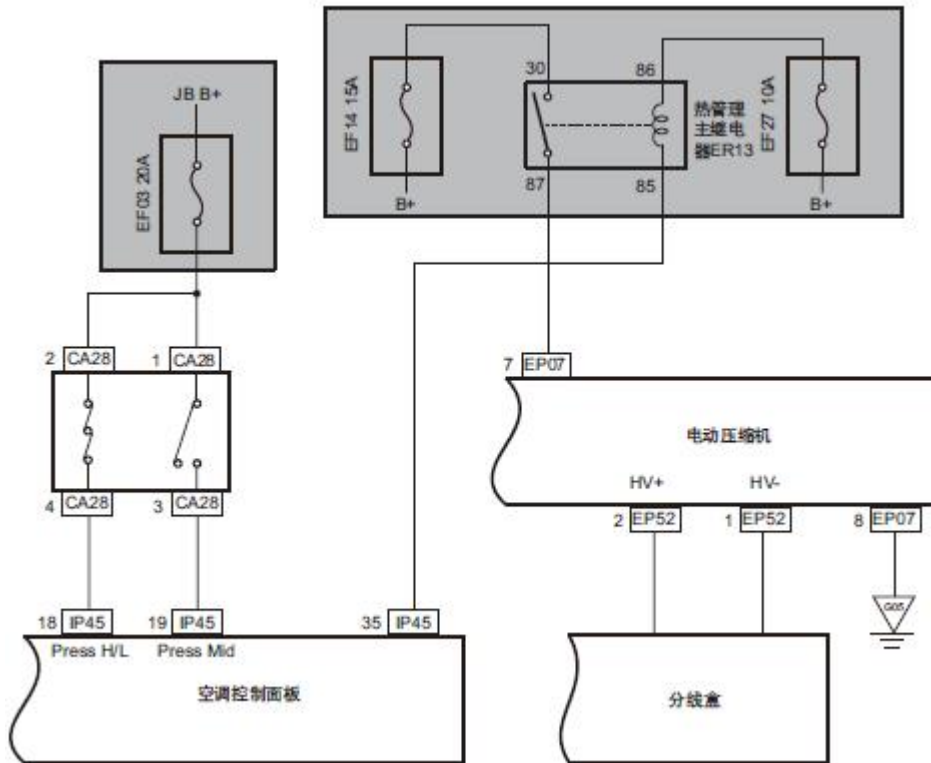 JB B+
EF03 20A
EF14 15A
B+
30
86
87
85
热管理
主继电
器ER13
EF27 10A
B+
2 CA28
1 CA28
4 CA28
3 CA28
7 EP07
电动压缩机
HV+
HV-
2 EP52
1 EP52
8 EP07
G05
18 IP45
19 IP45
35 IP45
Press H/L
Press Mid
空调控制面板
分线盒